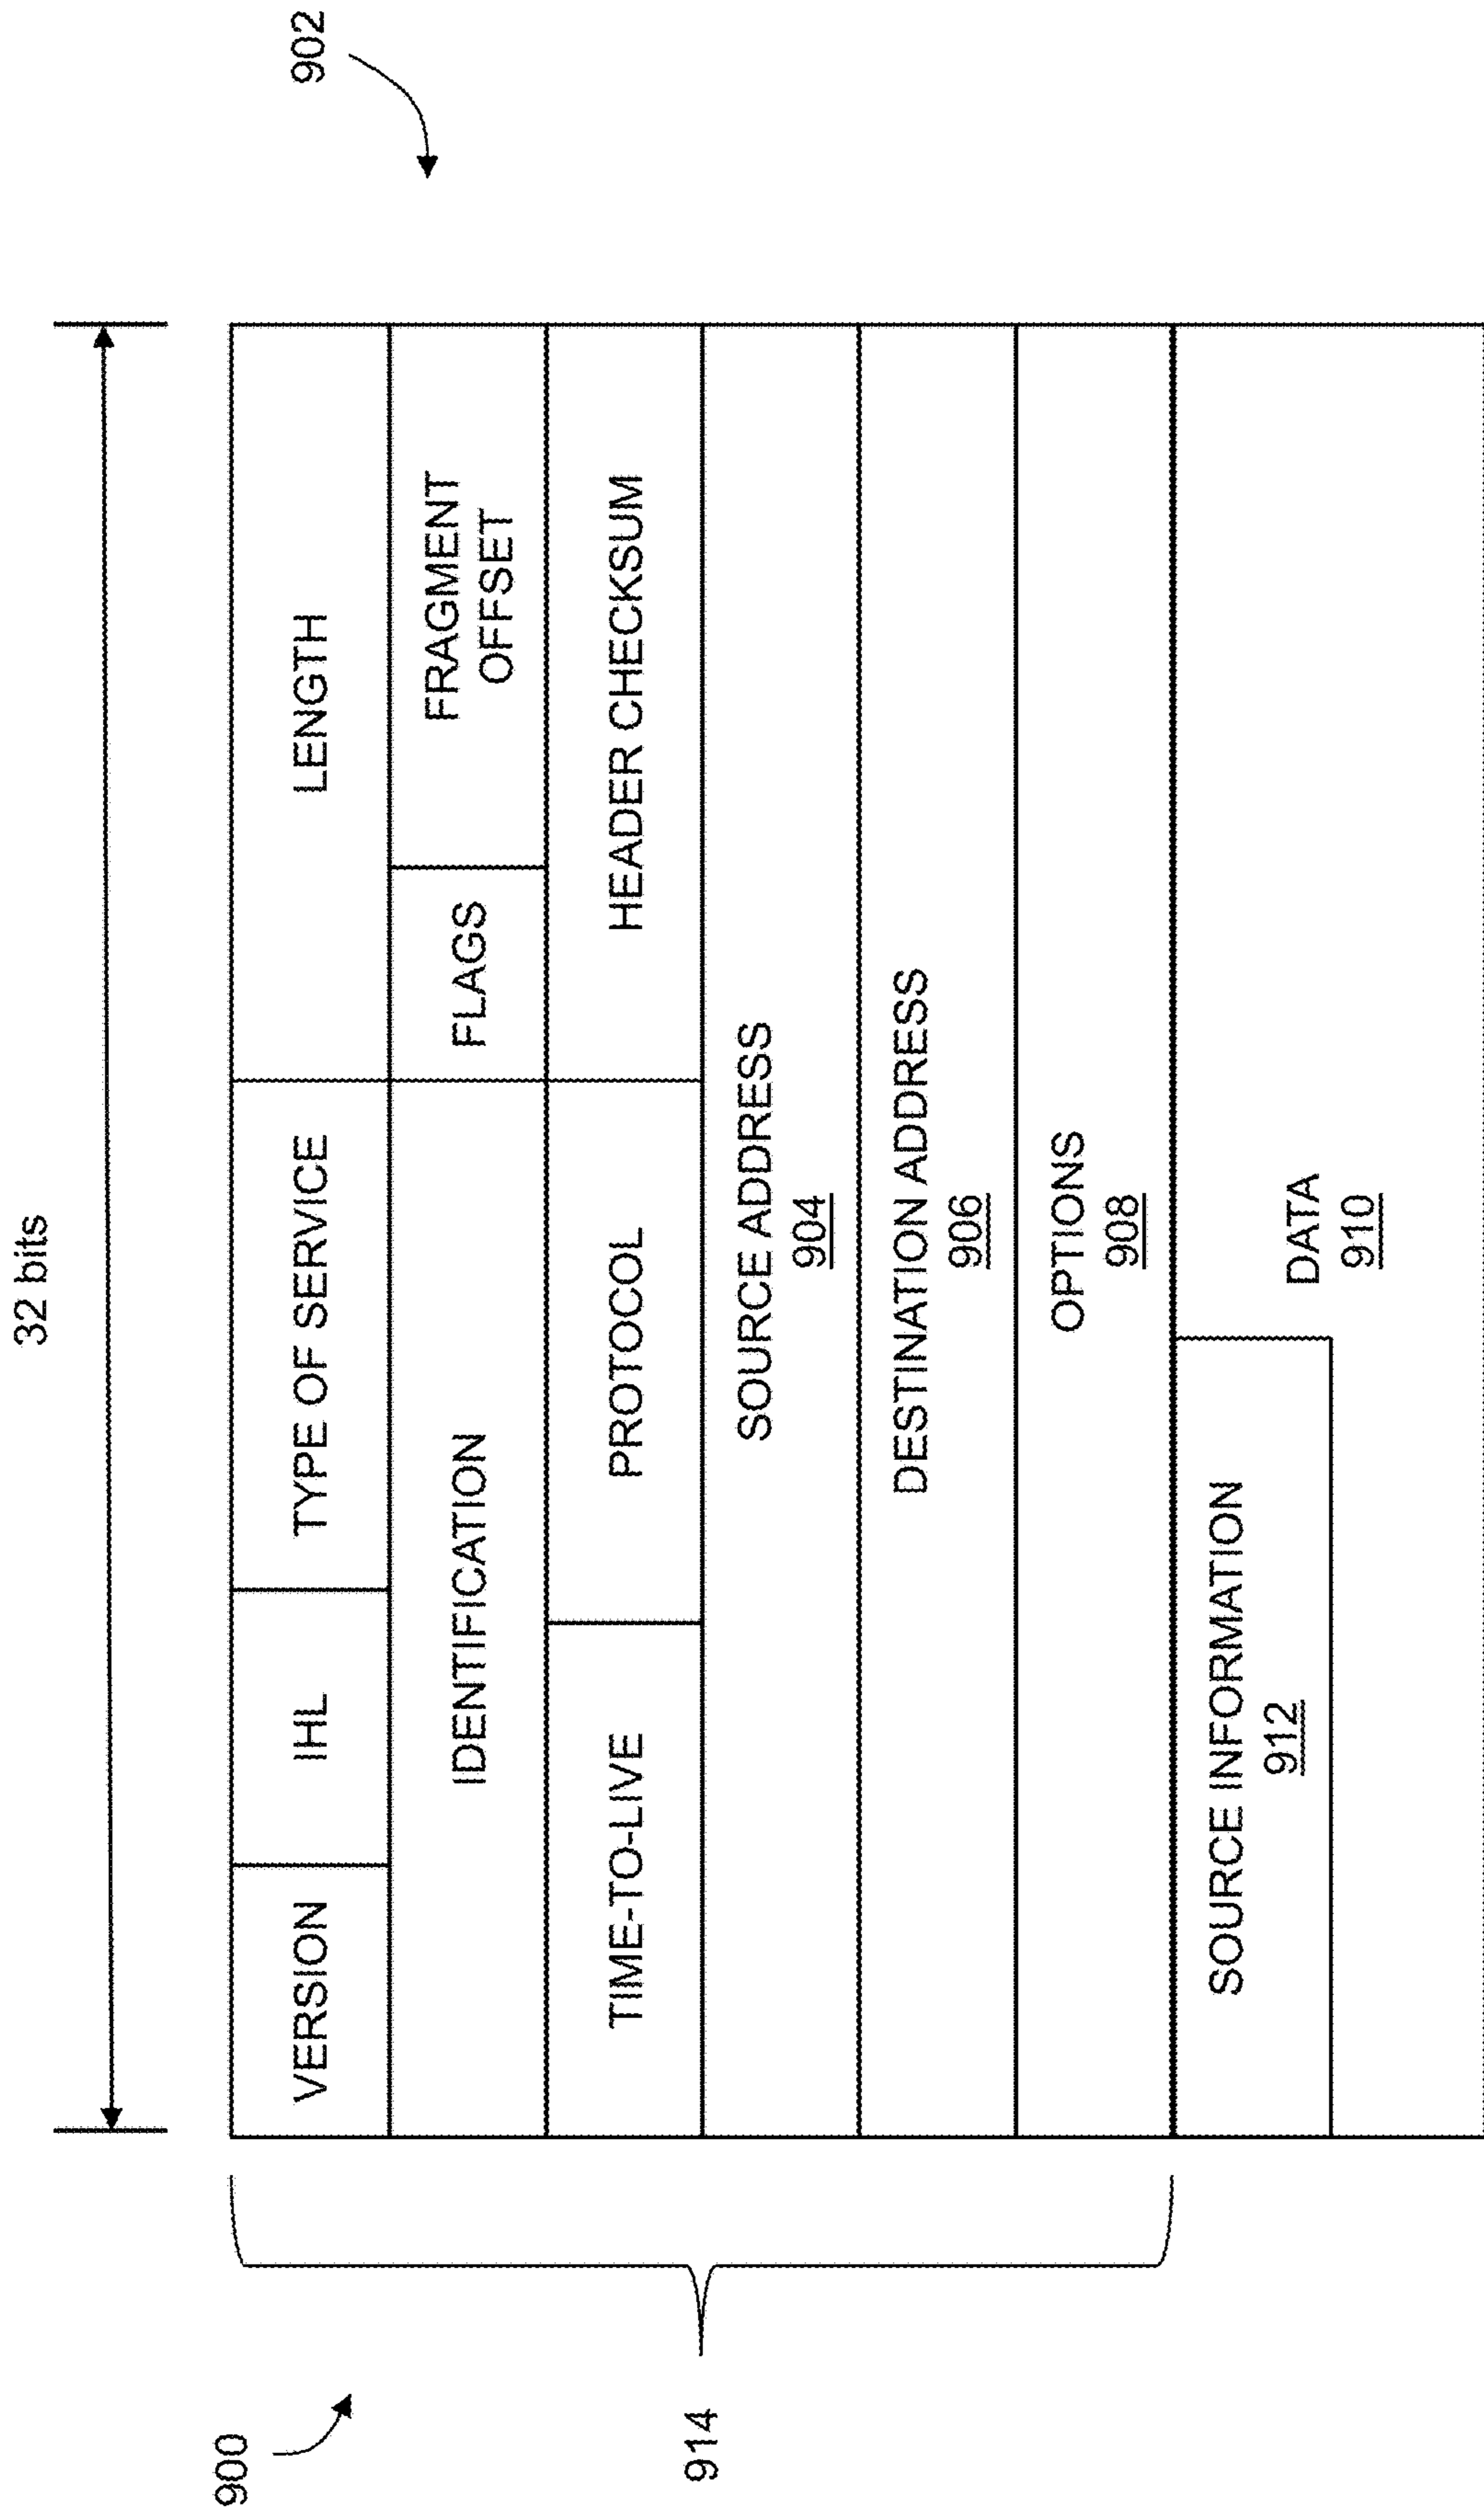 32 bits
902
900
VERSION
IHL
TYPE OF SERVICE
LENGTH
IDENTIFICATION
FLAGS
FRAGMENT
OFFSET
TIME-TO-LIVE
PROTOCOL
HEADER CHECKSUM
914
SOURCE ADDRESS
904
DESTINATION ADDRESS
906
OPTIONS
908
SOURCE INFORMATION
912
DATA
910